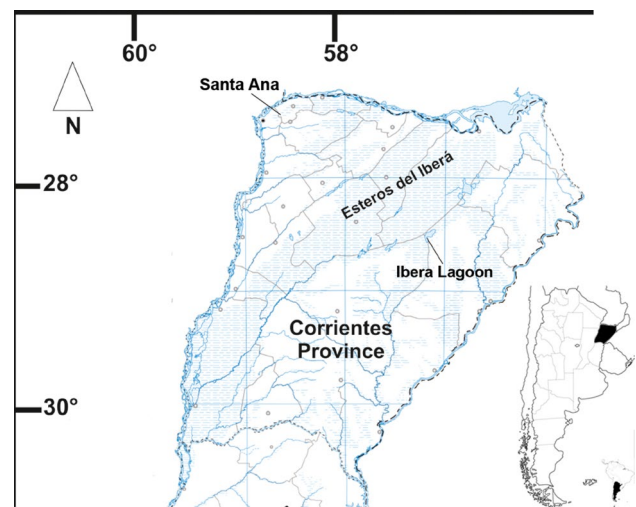 60°
58°
Santa Ana
N
28°
Esteros del Iberá
Ibera Lagoon
Corrientes
Province
30°